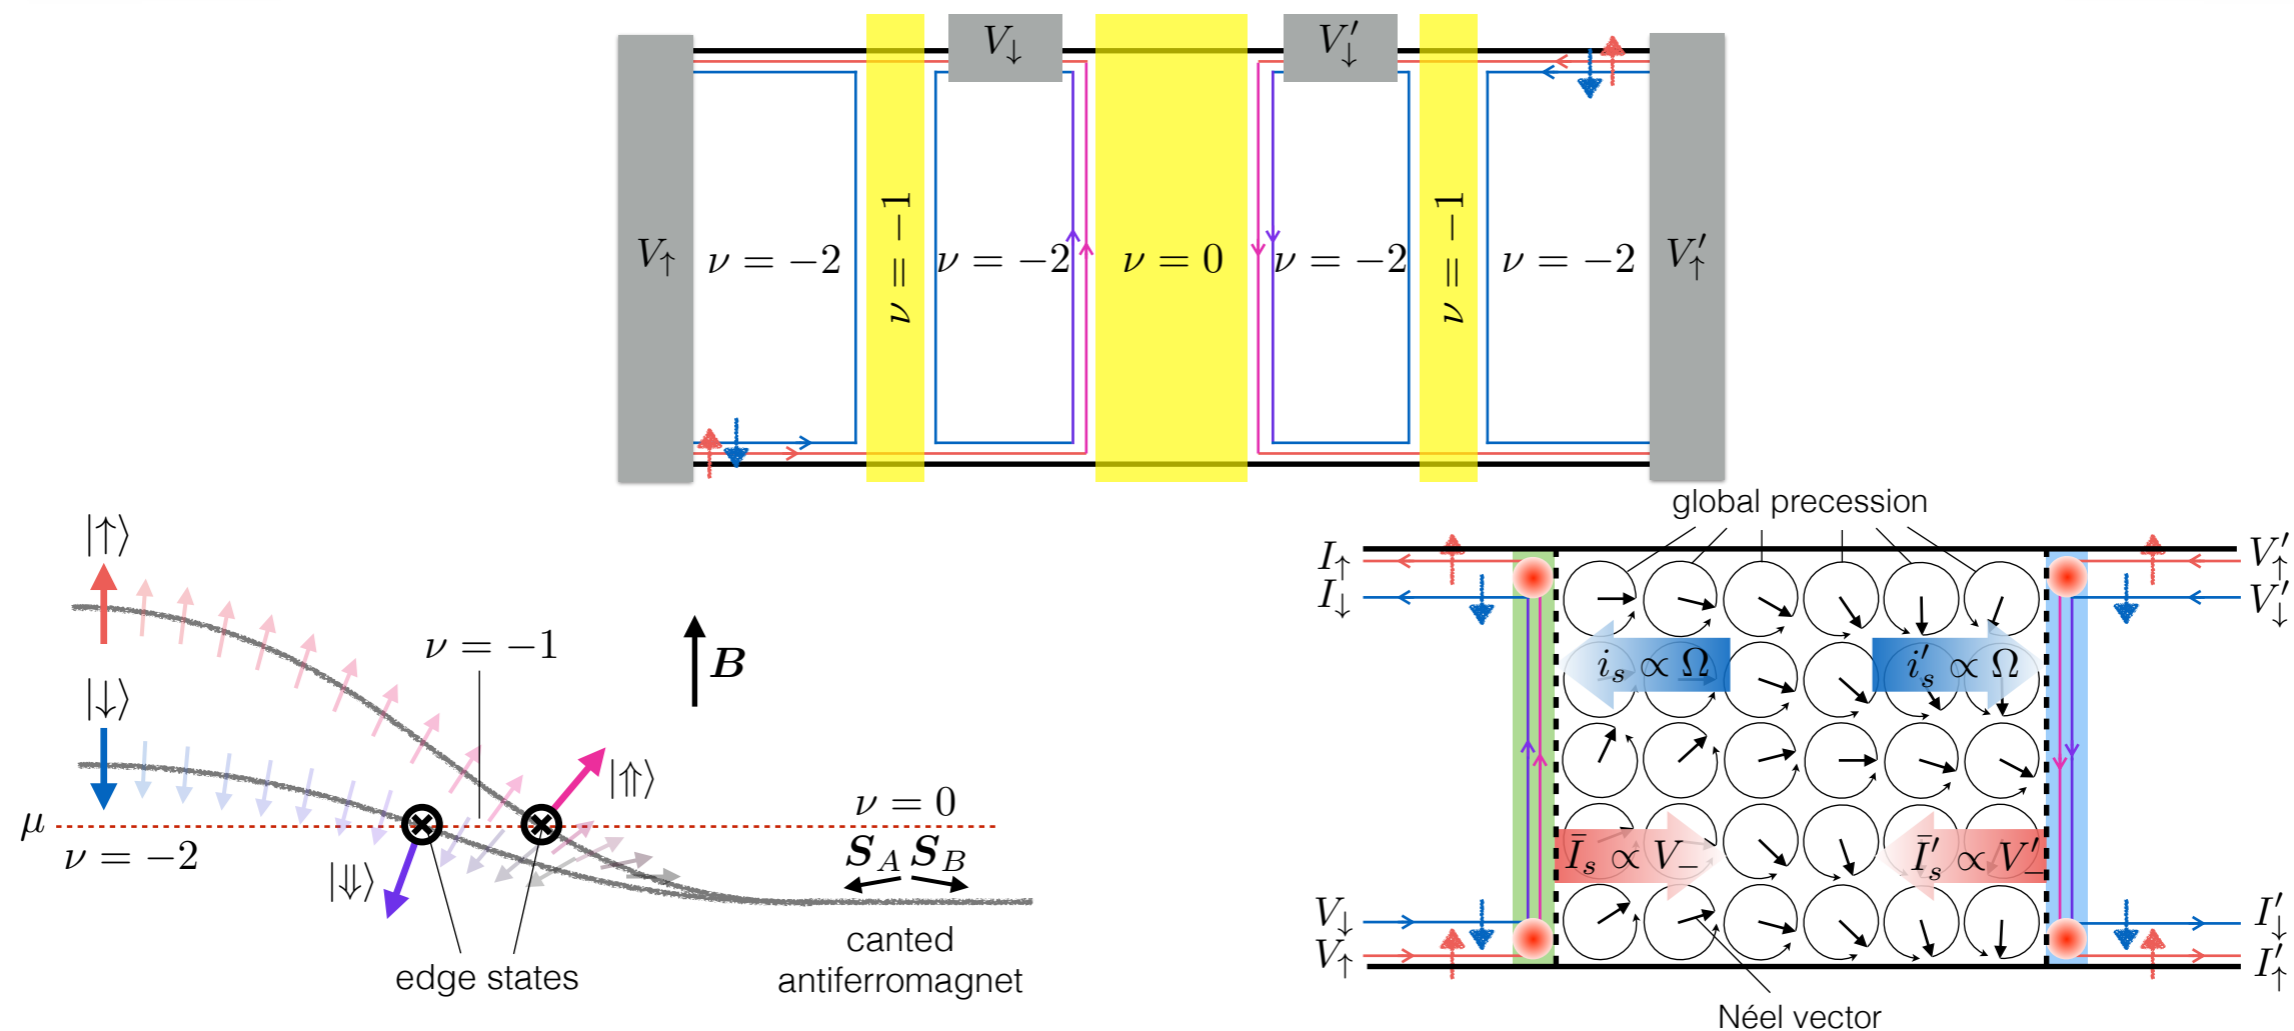 V↓
V′↓
V↑
ν = −2
ν = −1
ν = −2
ν = 0
ν = −2
ν = −1
ν = −2
V′↑
|↑⟩
|↓⟩
ν = −1
B
|⇑⟩
μ
ν = −2
|⇓⟩
ν = 0
S_A S_B
edge states
canted
antiferromagnet
global precession
I↑
I↓
V′↑
V′↓
i_s ∝ Ω
i′_s ∝ Ω
Ī_s ∝ V_−
Ī′_s ∝ V′_−
V↓
V↑
I′↓
I′↑
Néel vector